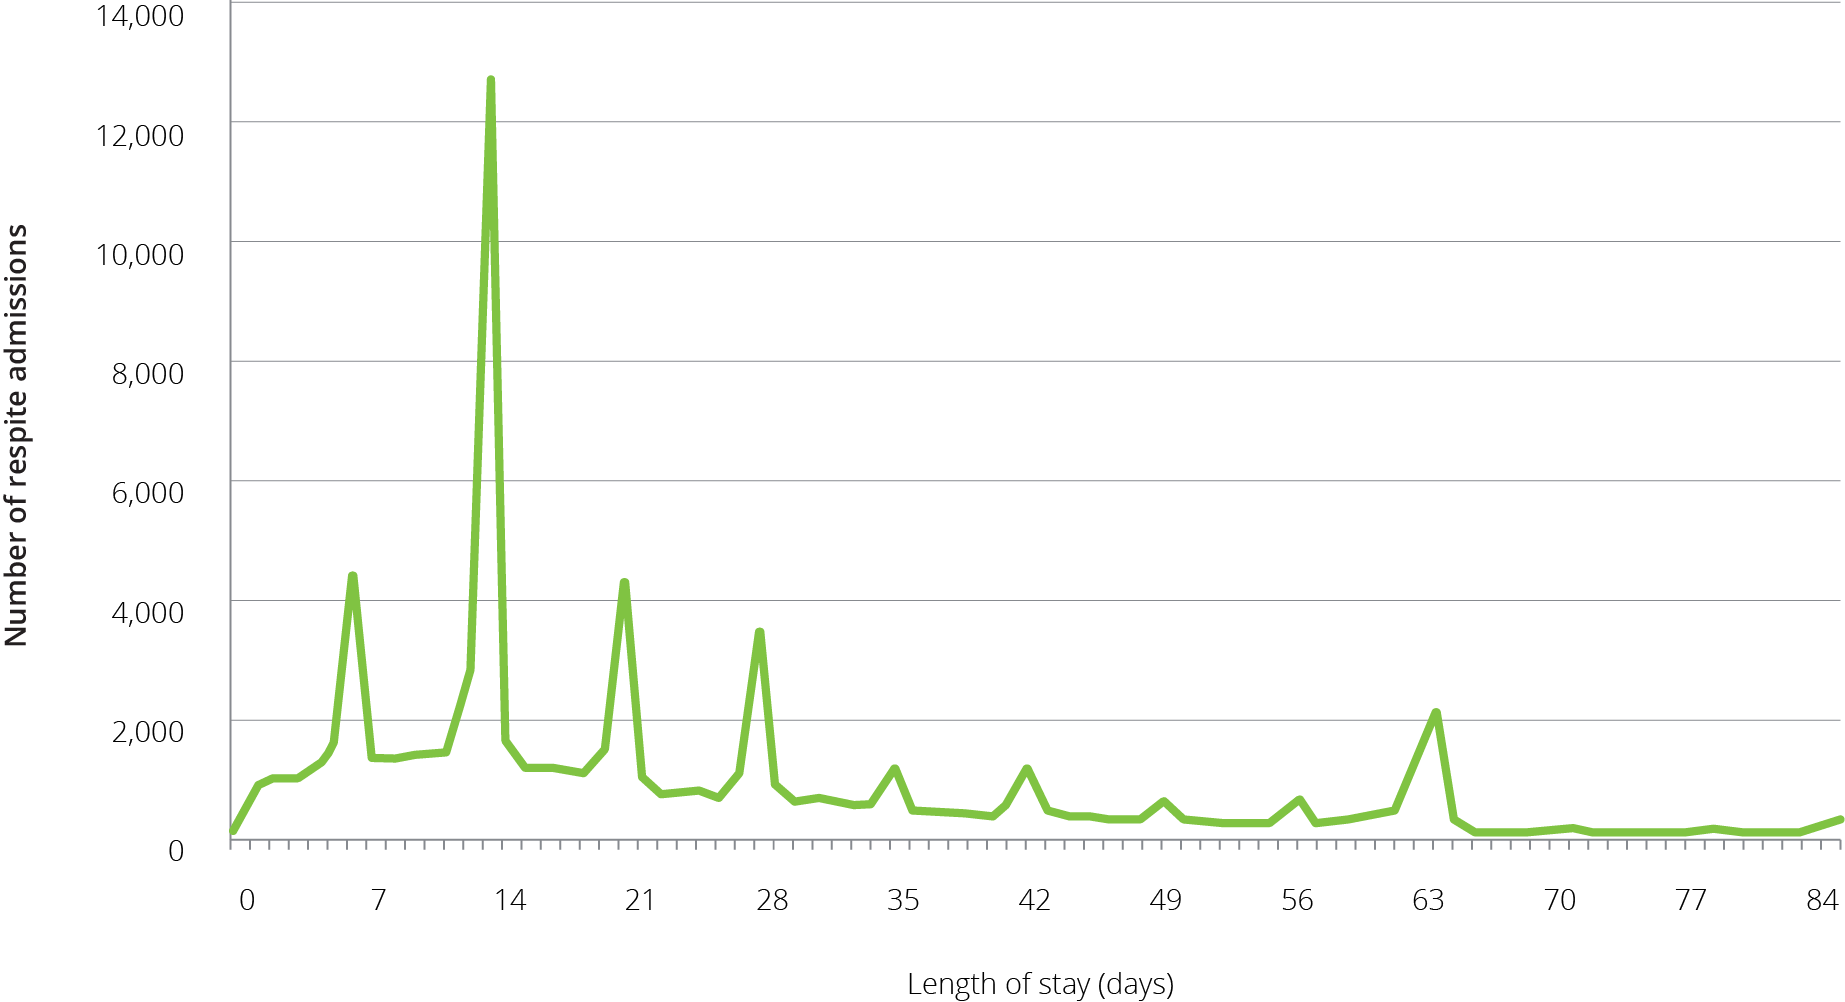 Number of respite admissions
14,000
12,000
10,000
8,000
6,000
4,000
2,000
0
0 7 14 21 28 35 42 49 56 63 70 77 84
Length of stay (days)